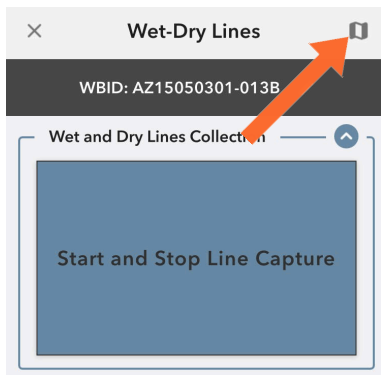 Wet-Dry Lines
WBID: AZ15050301-013B
Wet and Dry Lines Collection
Start and Stop Line Capture